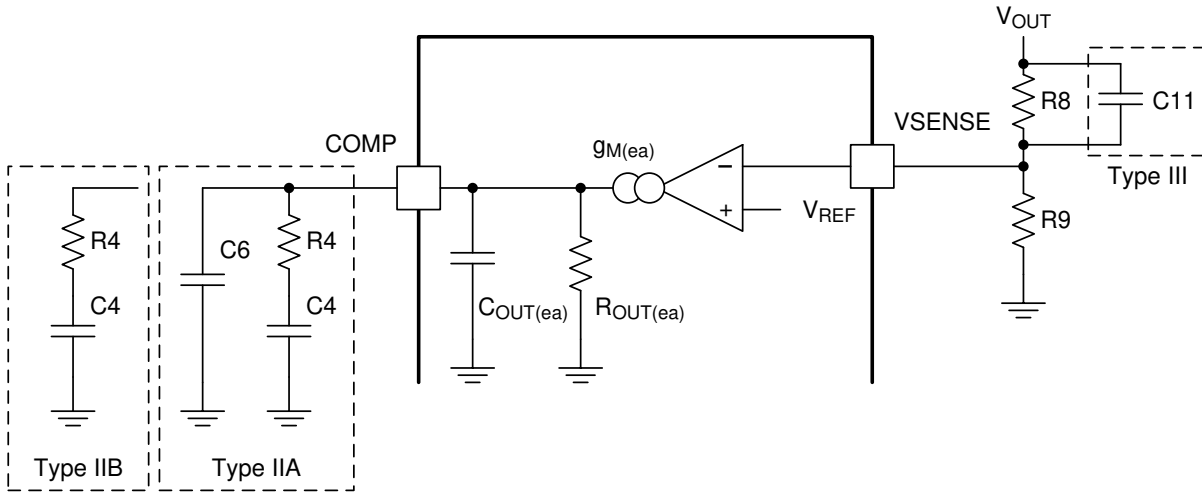 VOUT
R8
C11
Type III
VSENSE
R9
COMP
gM(ea)
−
+
VREF
COUT(ea)
ROUT(ea)
R4
C4
Type IIB
C6
R4
C4
Type IIA